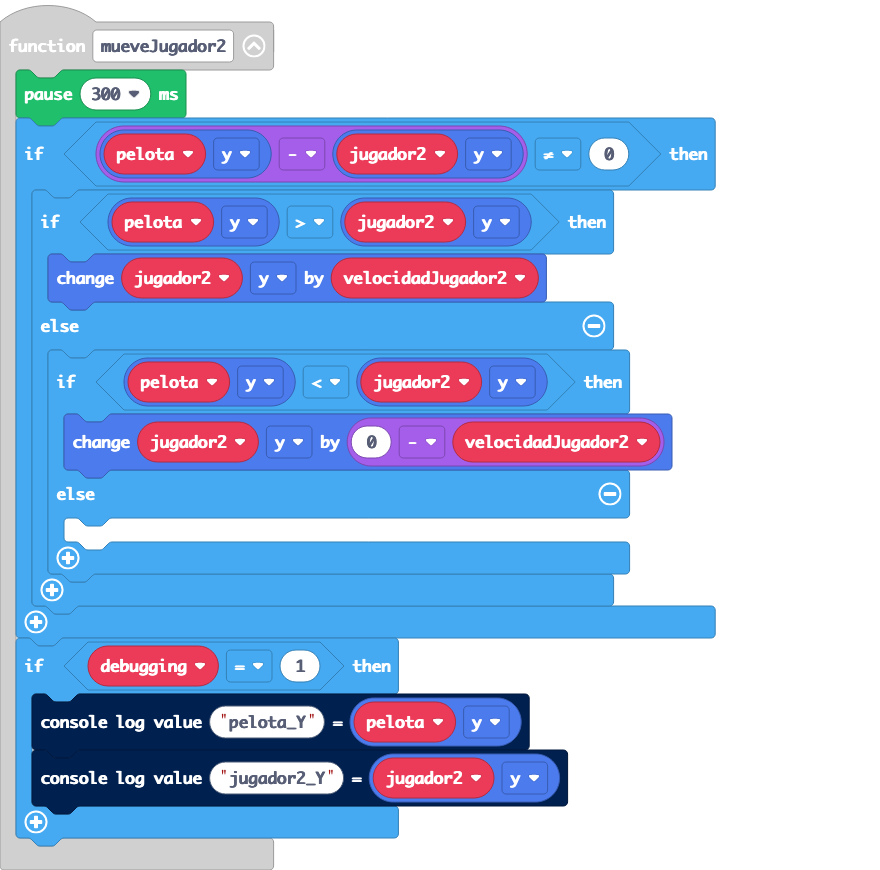 function mueveJugador2
pause 300 ms
if pelota y - jugador2 y ≠ 0 then
if pelota y > jugador2 y then
change jugador2 y by velocidadJugador2
else
if pelota y < jugador2 y then
change jugador2 y by 0 - velocidadJugador2
else
if debugging = 1 then
console log value "pelota_Y" = pelota y
console log value "jugador2_Y" = jugador2 y